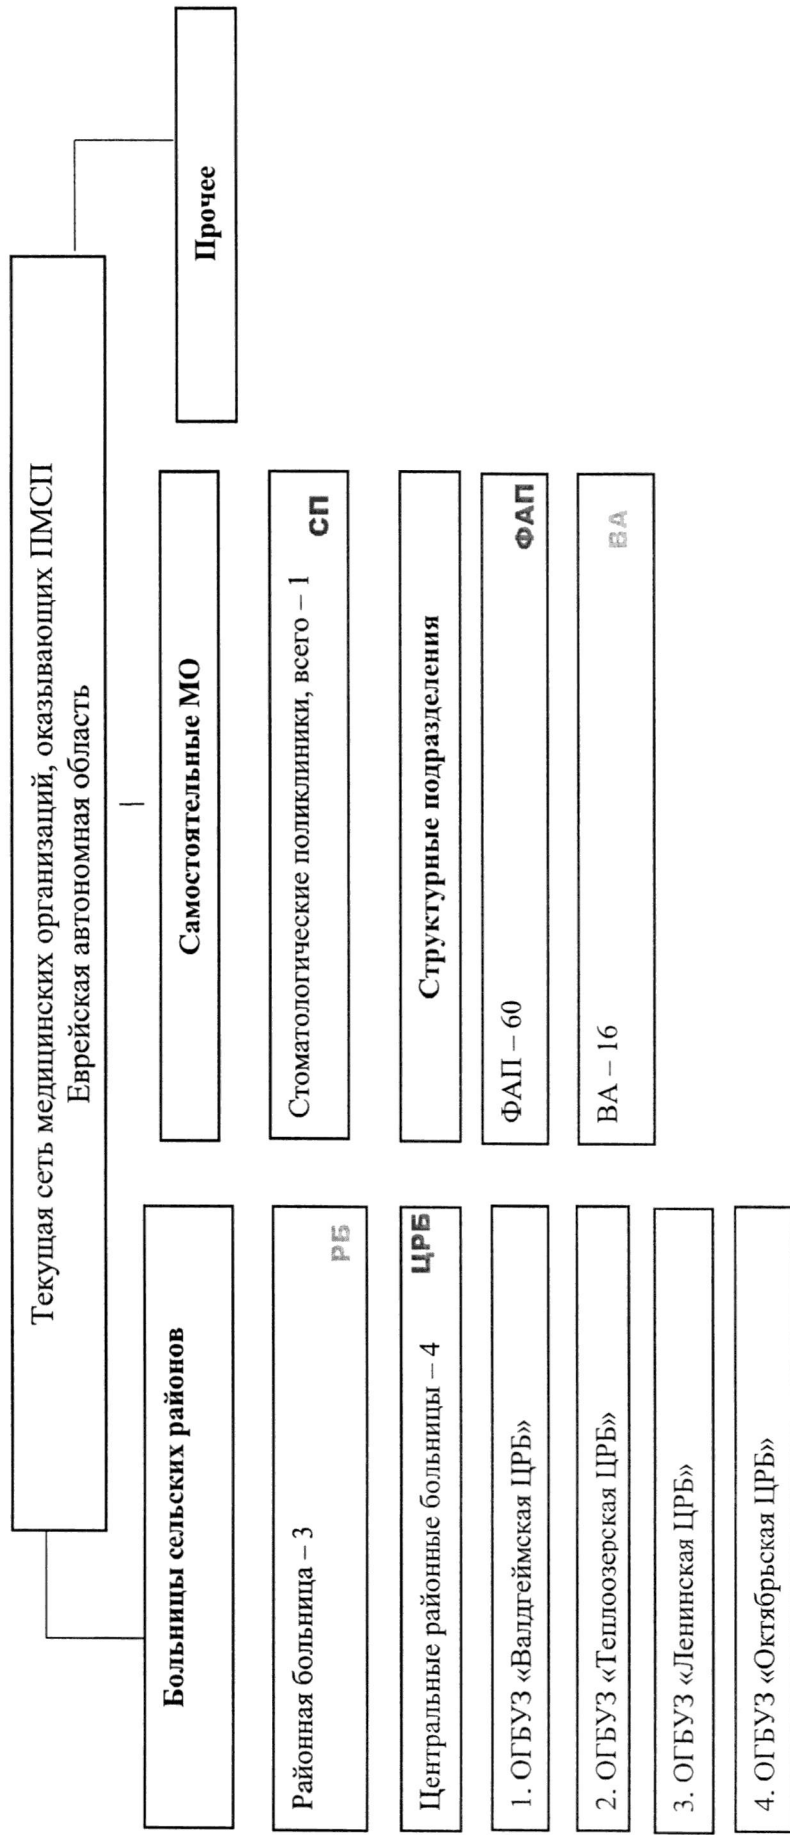 Текущая сеть медицинских организаций, оказывающих ПМСП
Еврейская автономная область
Больницы сельских районов
Районная больница – 3
РБ
Центральные районные больницы – 4
ЦРБ
1. ОГБУЗ «Валдгеймская ЦРБ»
2. ОГБУЗ «Теплоозерская ЦРБ»
3. ОГБУЗ «Ленинская ЦРБ»
4. ОГБУЗ «Октябрьская ЦРБ»
Самостоятельные МО
Стоматологические поликлиники, всего – 1
СП
Структурные подразделения
ФАП – 60
ФАП
ВА – 16
ВА
Прочее